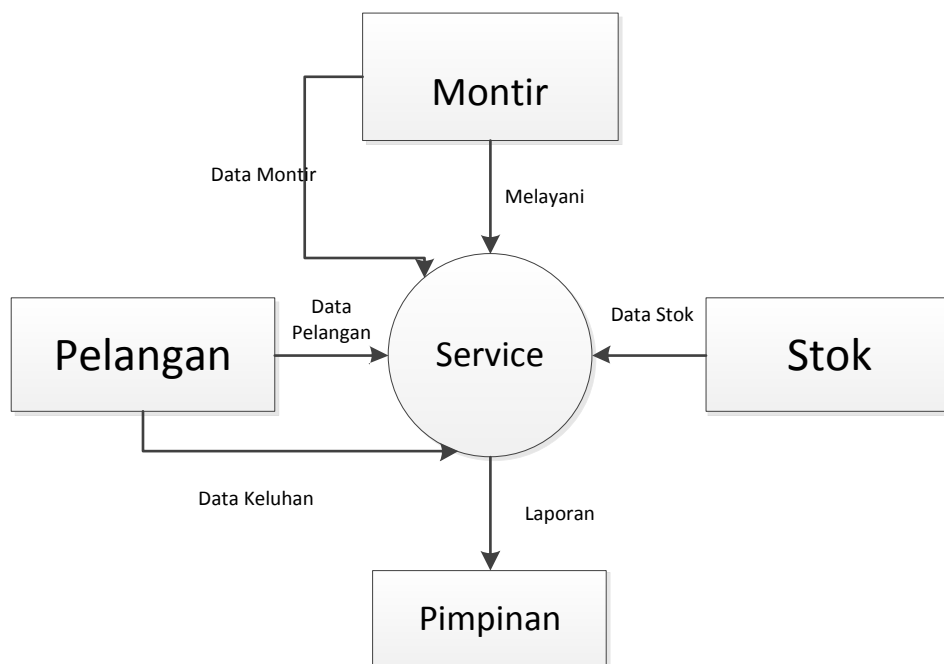 Montir
Data Montir
Melayani
Data
Pelangan
Data Stok
Pelangan
Service
Stok
Data Keluhan
Laporan
Pimpinan